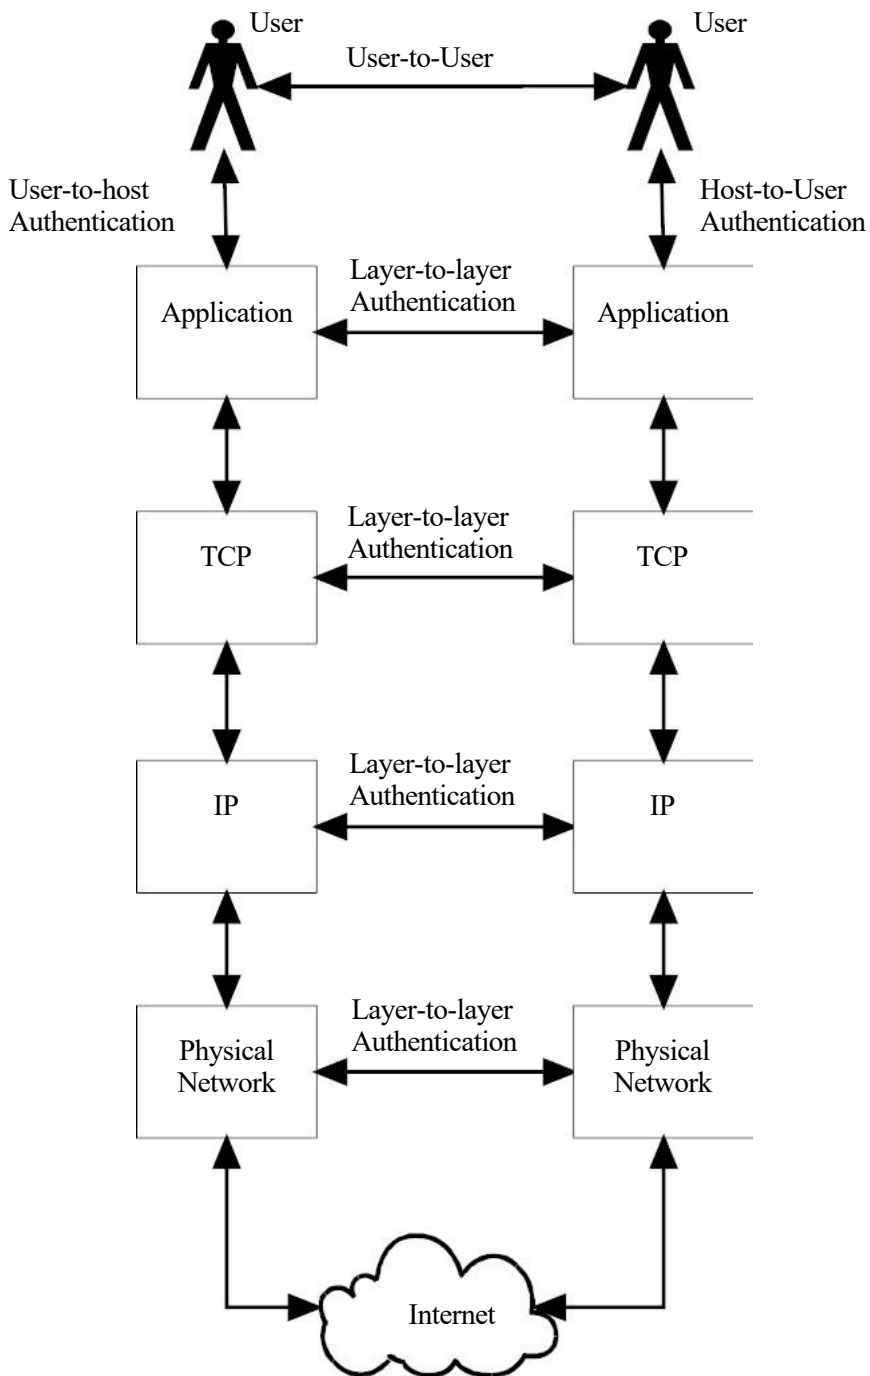 User
User
User-to-User
User-to-host
Authentication
Host-to-User
Authentication
Layer-to-layer
Authentication
Application
Application
Layer-to-layer
Authentication
TCP
TCP
Layer-to-layer
Authentication
IP
IP
Layer-to-layer
Authentication
Physical
Network
Physical
Network
Internet